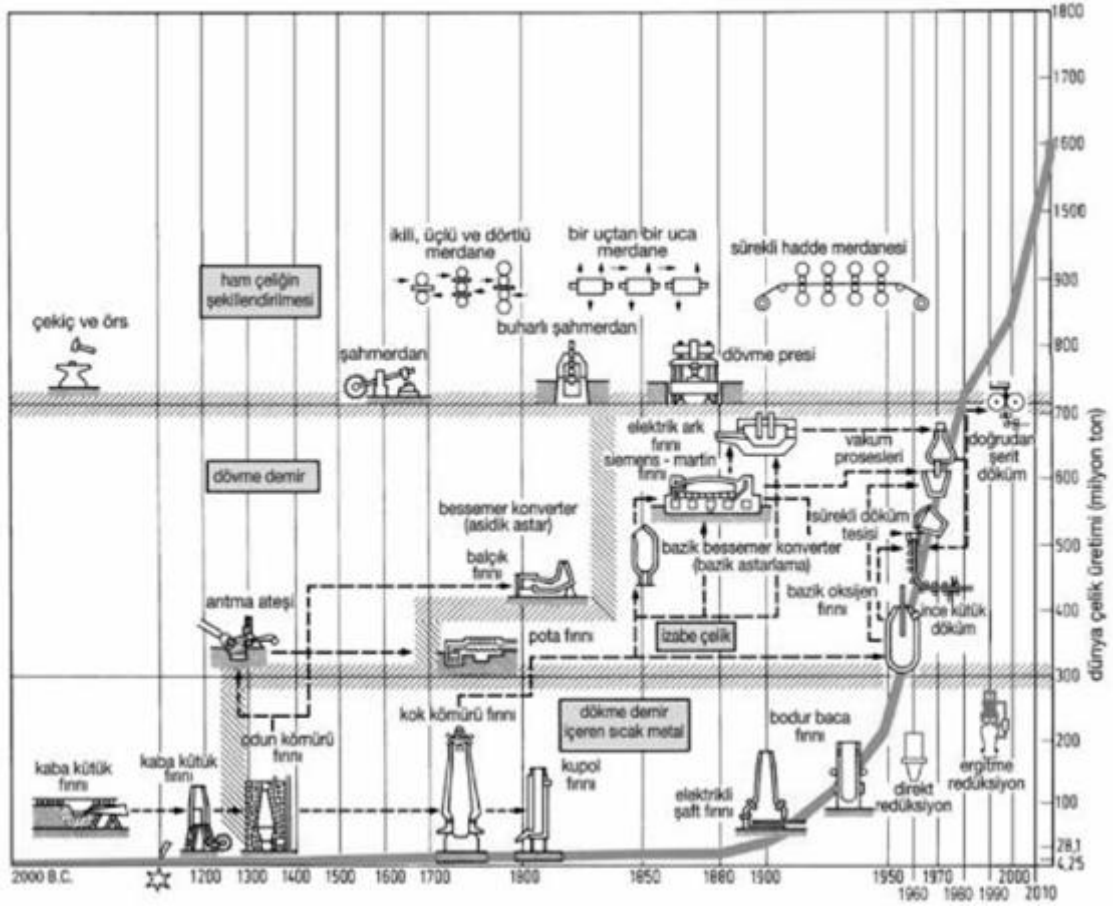 ikili, üçlü ve dörtlü
merdane
bir uçtan bir uca
merdane
sürekli hadde merdanesi
ham çeliğin
şekillendirilmesi
çekiç ve örs
şahmerdan
buharlı şahmerdan
dövme presi
dövme demir
elektrik ark
fırını
siemens - martin
fırını
vakum
prosesleri
doğrudan
şerit
döküm
bessemer konverter
(asidik astar)
balçık
fırını
bazik bessemer konverter
(bazik astarlama)
sürekli döküm
tesisi
bazik oksijen
fırını
ince kütük
döküm
arıtma ateşi
pota fırını
izabe çelik
odun kömürü
fırını
kok kömürü fırını
dökme demir
içeren sıcak metal
bodur baca
fırını
kaba kütük
fırını
kaba kütük
fırını
kupol
fırını
elektrikli
şaft fırını
direkt
redüksiyon
ergitme
redüksiyon
1800
1700
1600
1500
900
800
700
600
500
400
300
200
100
28,1
4,25
dünya çelik üretimi (milyon ton)
2000 B.C.
1200
1300
1400
1500
1600
1700
1800
1850
1880
1900
1950
1960
1970
1980
1990
2000
2010